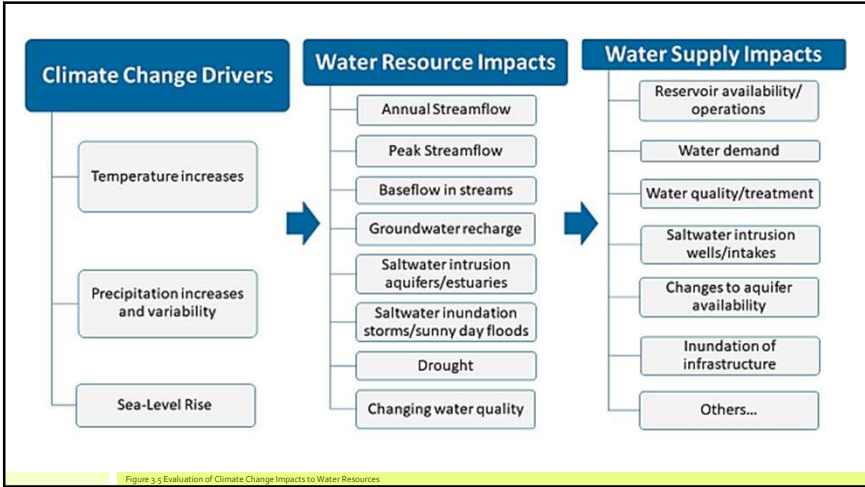 Climate Change Drivers
Temperature increases
Precipitation increases
and variability
Sea-Level Rise
Water Resource Impacts
Annual Streamflow
Peak Streamflow
Baseflow in streams
Groundwater recharge
Saltwater intrusion
aquifers/estuaries
Saltwater inundation
storms/sunny day floods
Drought
Changing water quality
Water Supply Impacts
Reservoir availability/
operations
Water demand
Water quality/treatment
Saltwater intrusion
wells/intakes
Changes to aquifer
availability
Inundation of
infrastructure
Others...
Figure 3.5 Evaluation of Climate Change Impacts to Water Resources